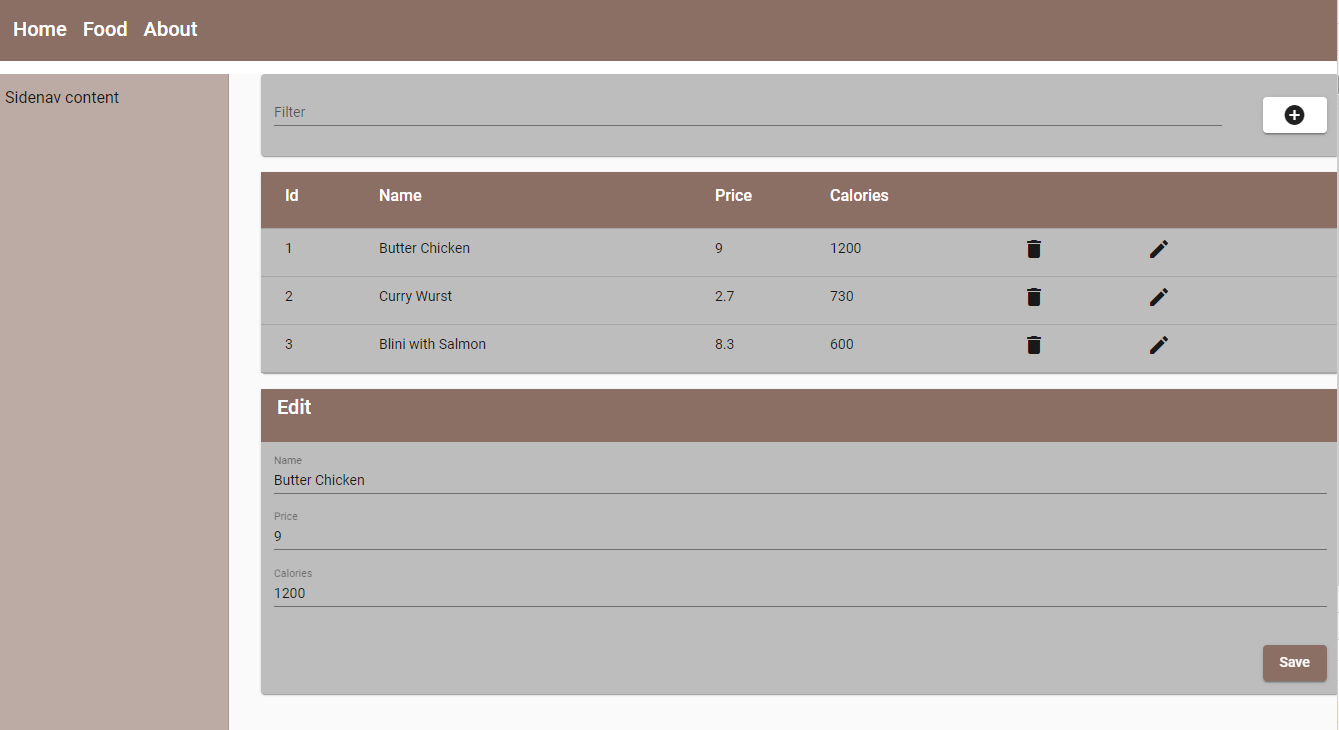 Home Food About
Sidenav content
Filter
Id Name Price Calories
1 Butter Chicken 9 1200
2 Curry Wurst 2.7 730
3 Blini with Salmon 8.3 600
Edit
Name
Butter Chicken
Price
9
Calories
1200
Save